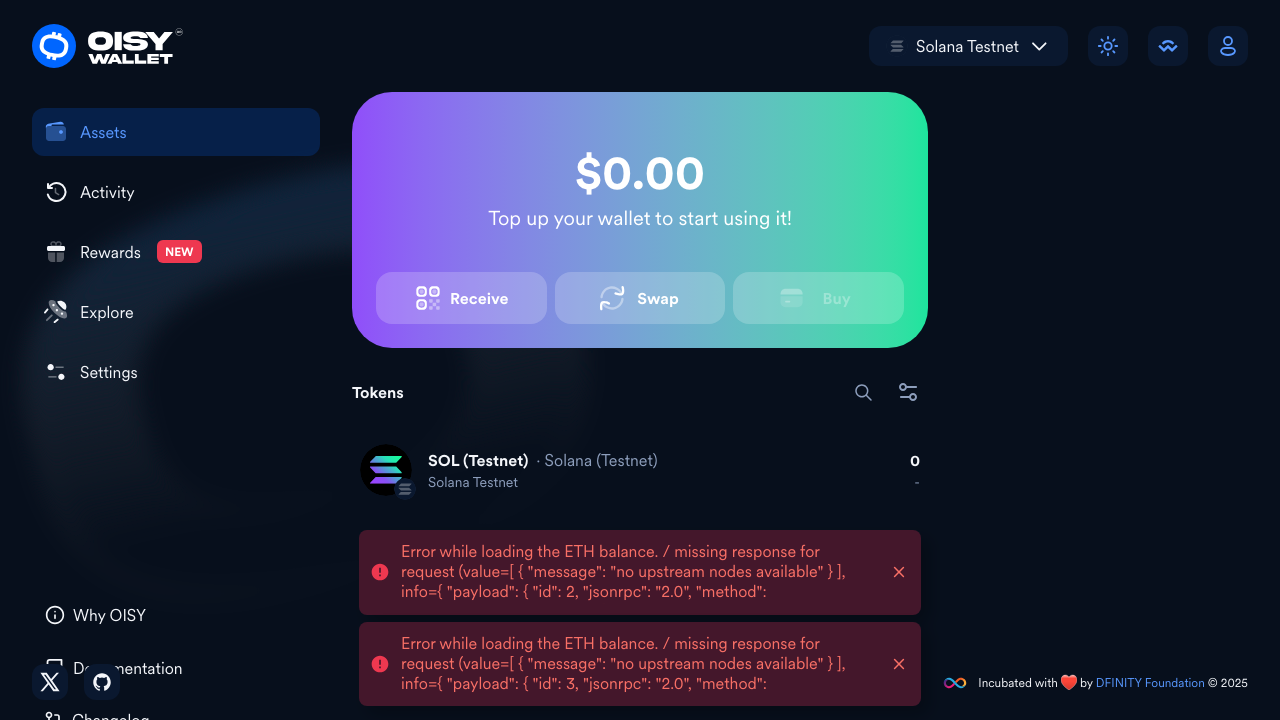 OISY
WALLET
Solana Testnet
Assets
Activity
Rewards NEW
Explore
Settings
$0.00
Top up your wallet to start using it!
Receive
Swap
Buy
Tokens
SOL (Testnet) · Solana (Testnet)
0
Solana Testnet
-
Error while loading the ETH balance. / missing response for
request (value=[ { "message": "no upstream nodes available" } ],
info={ "payload": { "id": 2, "jsonrpc": "2.0", "method":
Error while loading the ETH balance. / missing response for
request (value=[ { "message": "no upstream nodes available" } ],
info={ "payload": { "id": 3, "jsonrpc": "2.0", "method":
Why OISY
Documentation
Changelog
Incubated with ❤️ by DFINITY Foundation © 2025